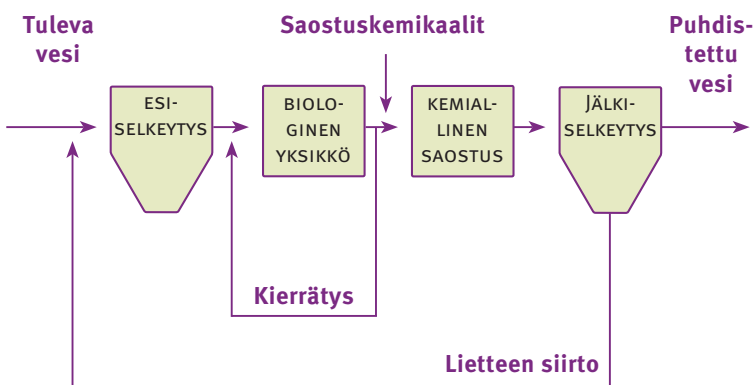 Tuleva
vesi
Saostuskemikaalit
Puhdis-
tettu
vesi
ESI-
SELKEYTYS
BIOLO-
GINEN
YKSIKKÖ
KEMIAL-
LINEN
SAOSTUS
JÄLKI-
SELKEYTYS
Kierrätys
Lietteen siirto